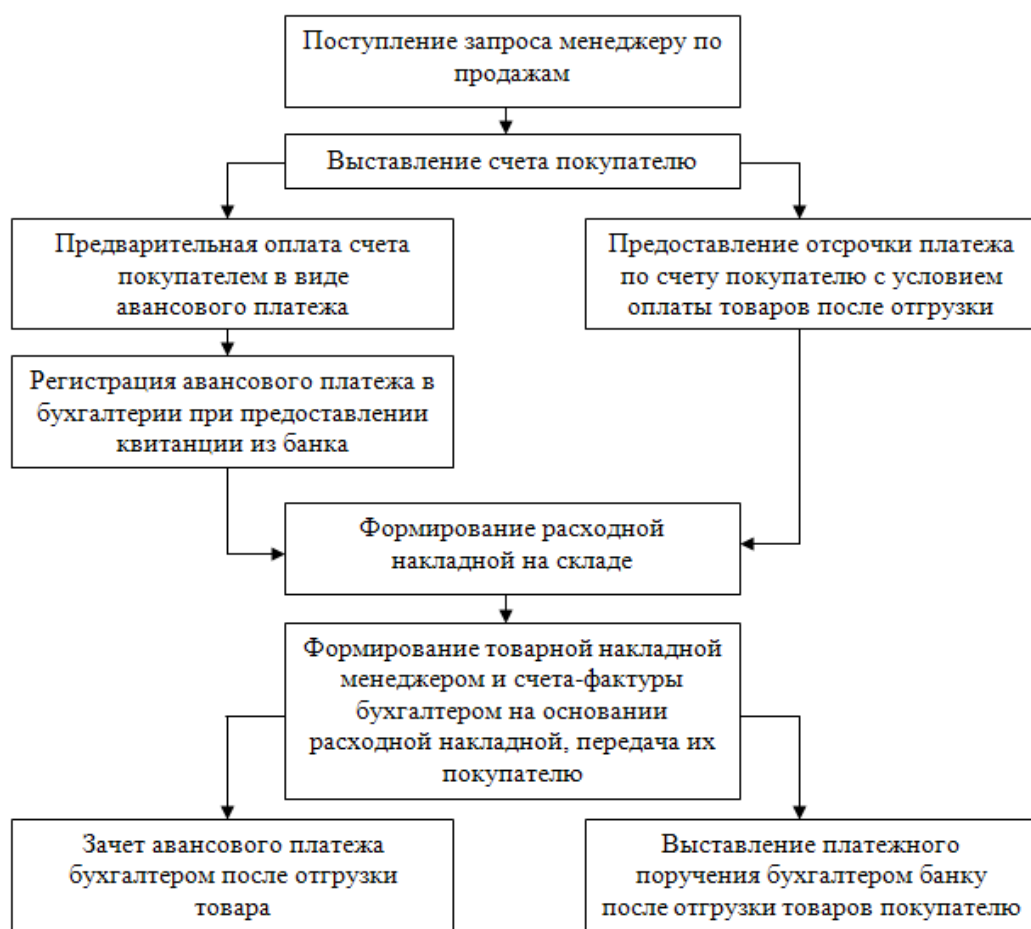 Поступление запроса менеджеру по
продажам
Выставление счета покупателю
Предварительная оплата счета
покупателем в виде
авансового платежа
Предоставление отсрочки платежа
по счету покупателю с условием
оплаты товаров после отгрузки
Регистрация авансового платежа в
бухгалтерии при предоставлении
квитанции из банка
Формирование расходной
накладной на складе
Формирование товарной накладной
менеджером и счета-фактуры
бухгалтером на основании
расходной накладной, передача их
покупателю
Зачет авансового платежа
бухгалтером после отгрузки
товара
Выставление платежного
поручения бухгалтером банку
после отгрузки товаров покупателю